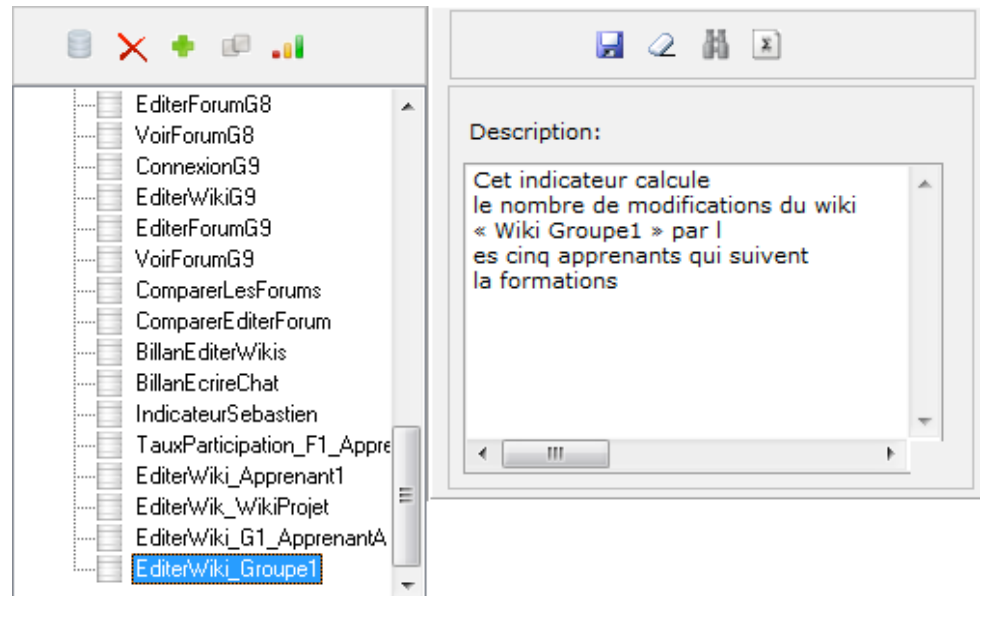 EditerForumG8
VoirForumG8
ConnexionG9
EditerWikiG9
EditerForumG9
VoirForumG9
ComparerLesForums
ComparerEditerForum
BillanEditerWikis
BillanEcrireChat
IndicateurSebastien
TauxParticipation_F1_Appre
EditerWiki_Apprenant1
EditerWik_WikiProjet
EditerWiki_G1_ApprenantA
EditerWiki_Groupe1
Description:
Cet indicateur calcule
le nombre de modifications du wiki
« Wiki Groupe1 » par l
es cinq apprenants qui suivent
la formations